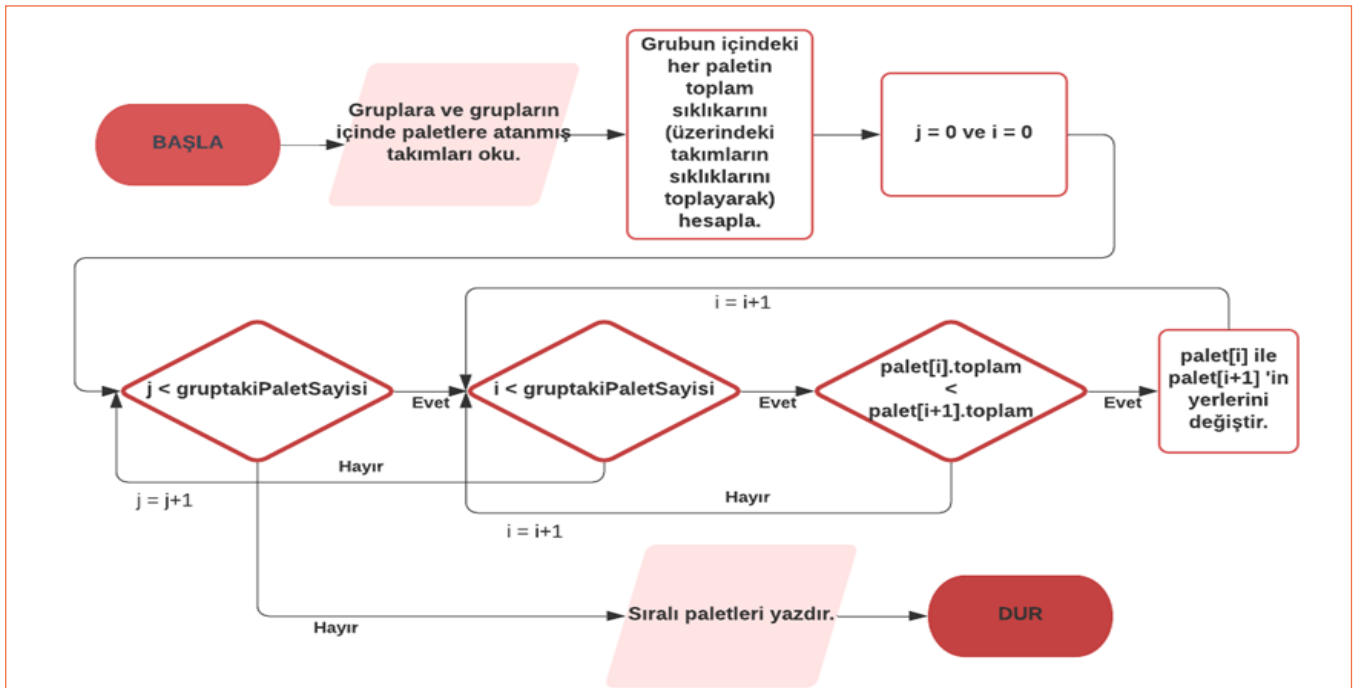 BAŞLA
Gruplara ve grupların
içinde paletlere atanmış
takımları oku.
Grubun içindeki
her paletin
toplam
sıklıkarını
(üzerindeki
takımların
sıklıklarını
toplayarak)
hesapla.
j = 0 ve i = 0
i = i+1
j < gruptakiPaletSayisi
Evet
i < gruptakiPaletSayisi
Evet
palet[i].toplam
<
palet[i+1].toplam
Evet
palet[i] ile
palet[i+1] 'in
yerlerini
değiştir.
Hayır
j = j+1
Hayır
i = i+1
Hayır
Sıralı paletleri yazdır.
DUR